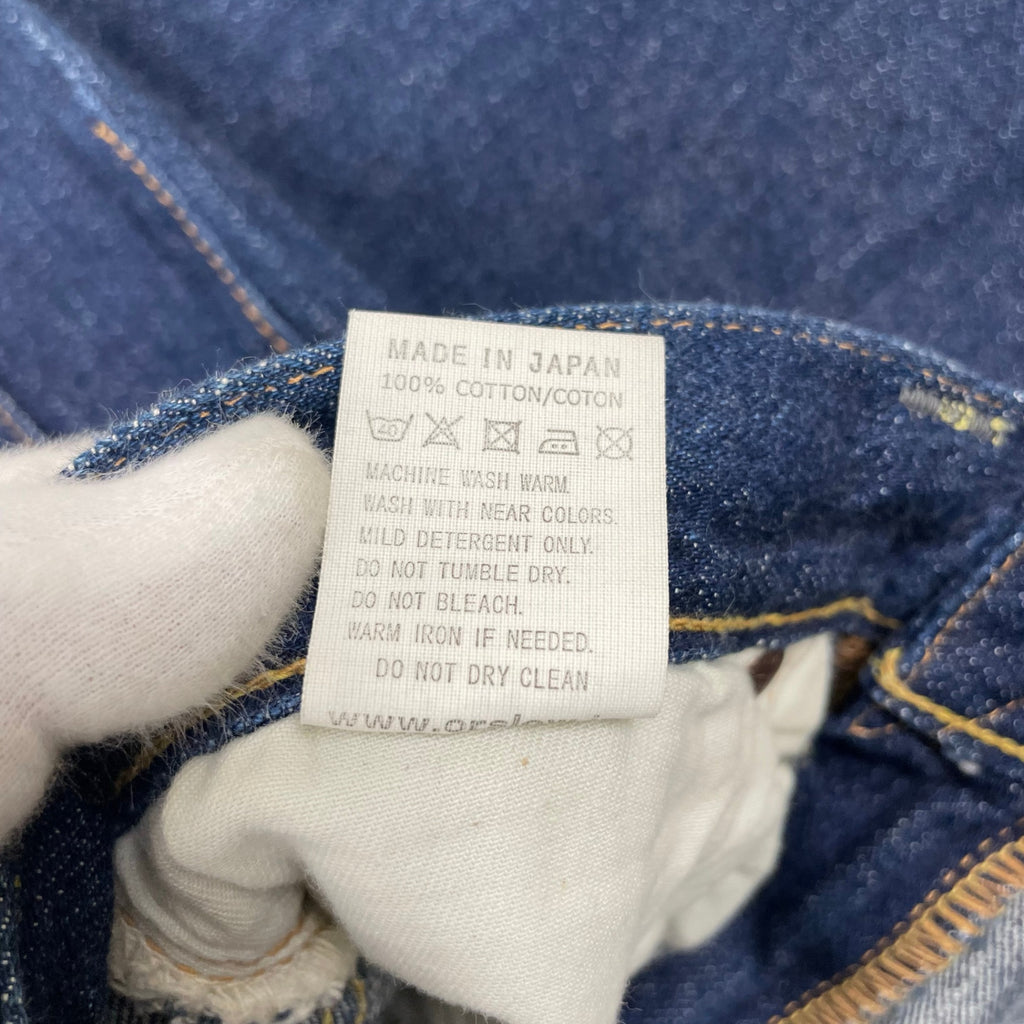 MADE IN JAPAN
100% COTTON/COTON
MACHINE WASH WARM.
WASH WITH NEAR COLORS.
MILD DETERGENT ONLY.
DO NOT TUMBLE DRY.
DO NOT BLEACH.
WARM IRON IF NEEDED.
DO NOT DRY CLEAN